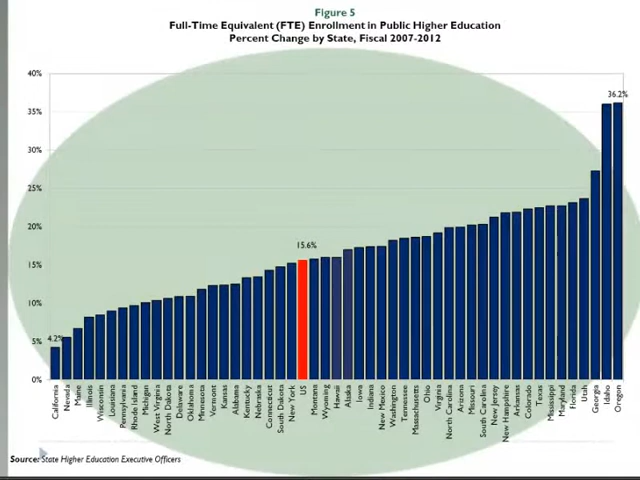 Figure 5
Full-Time Equivalent (FTE) Enrollment in Public Higher Education
Percent Change by State, Fiscal 2007-2012
40%
35%
30%
25%
20%
15%
10%
5%
0%
4.2%
15.6%
36.2%
California
Nevada
Maine
Illinois
Wisconsin
Louisiana
Pennsylvania
Rhode Island
Michigan
West Virginia
North Dakota
Delaware
Oklahoma
Minnesota
Vermont
Kansas
Alabama
Kentucky
Nebraska
Connecticut
South Dakota
New York
US
Montana
Wyoming
Hawaii
Alaska
Iowa
Indiana
New Mexico
Washington
Tennessee
Massachusetts
Ohio
Virginia
North Carolina
Arizona
Missouri
South Carolina
New Jersey
New Hampshire
Arkansas
Colorado
Texas
Mississippi
Maryland
Florida
Utah
Georgia
Idaho
Oregon
Source: State Higher Education Executive Officers